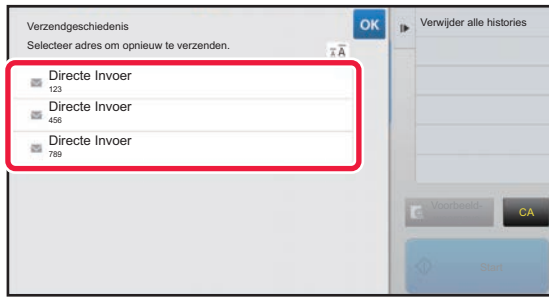 Verzendgeschiedenis
OK
Verwijder alle histories
Selecteer adres om opnieuw te verzenden.
Directe Invoer
123
Directe Invoer
456
Directe Invoer
789
Voorbeeld-
CA
Start